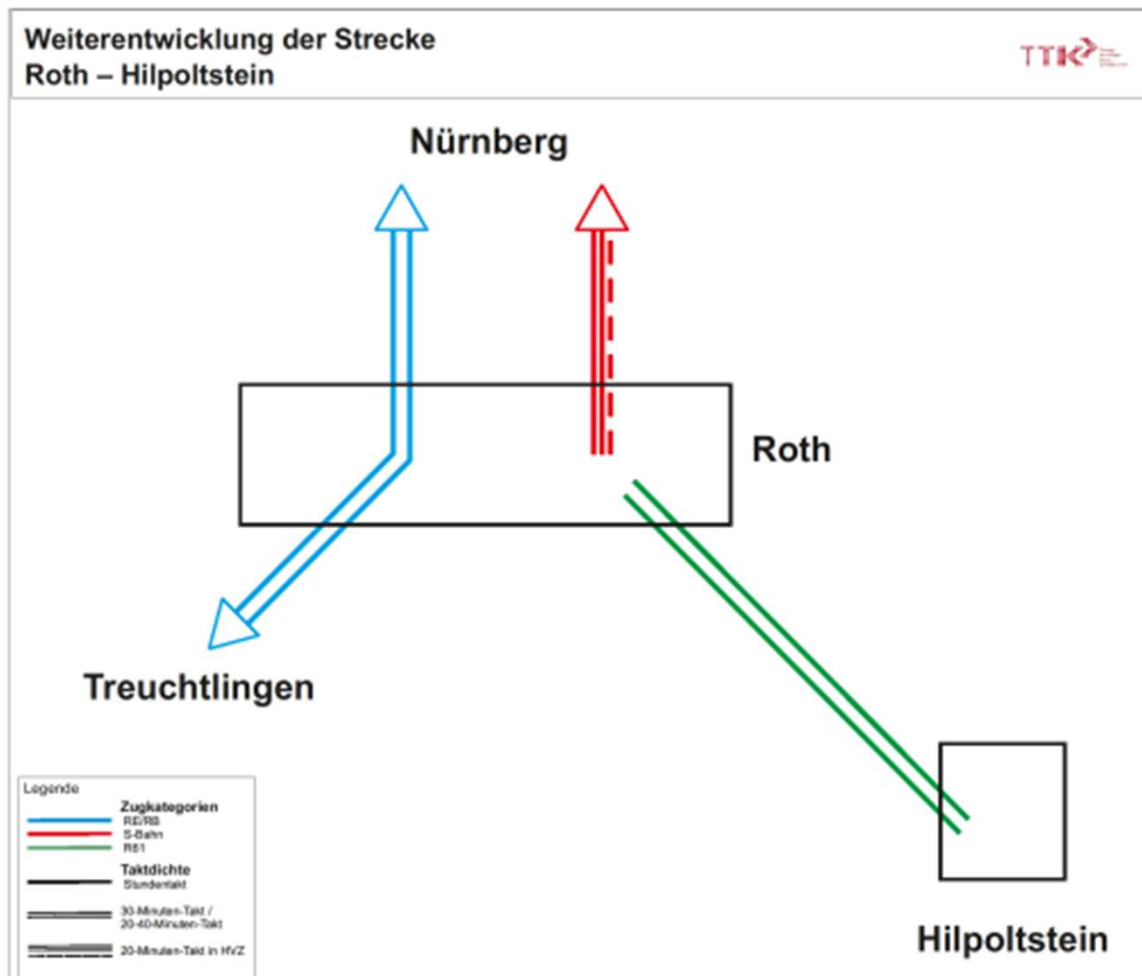 Weiterentwicklung der Strecke
Roth – Hilpoltstein
TTK
Nürnberg
Roth
Treuchtlingen
Hilpoltstein
Legende
Zugkategorien
RE/RB
S-Bahn
R61
Taktdichte
Stundentakt
30-Minuten-Takt /
20-40-Minuten-Takt
20-Minuten-Takt in HVZ